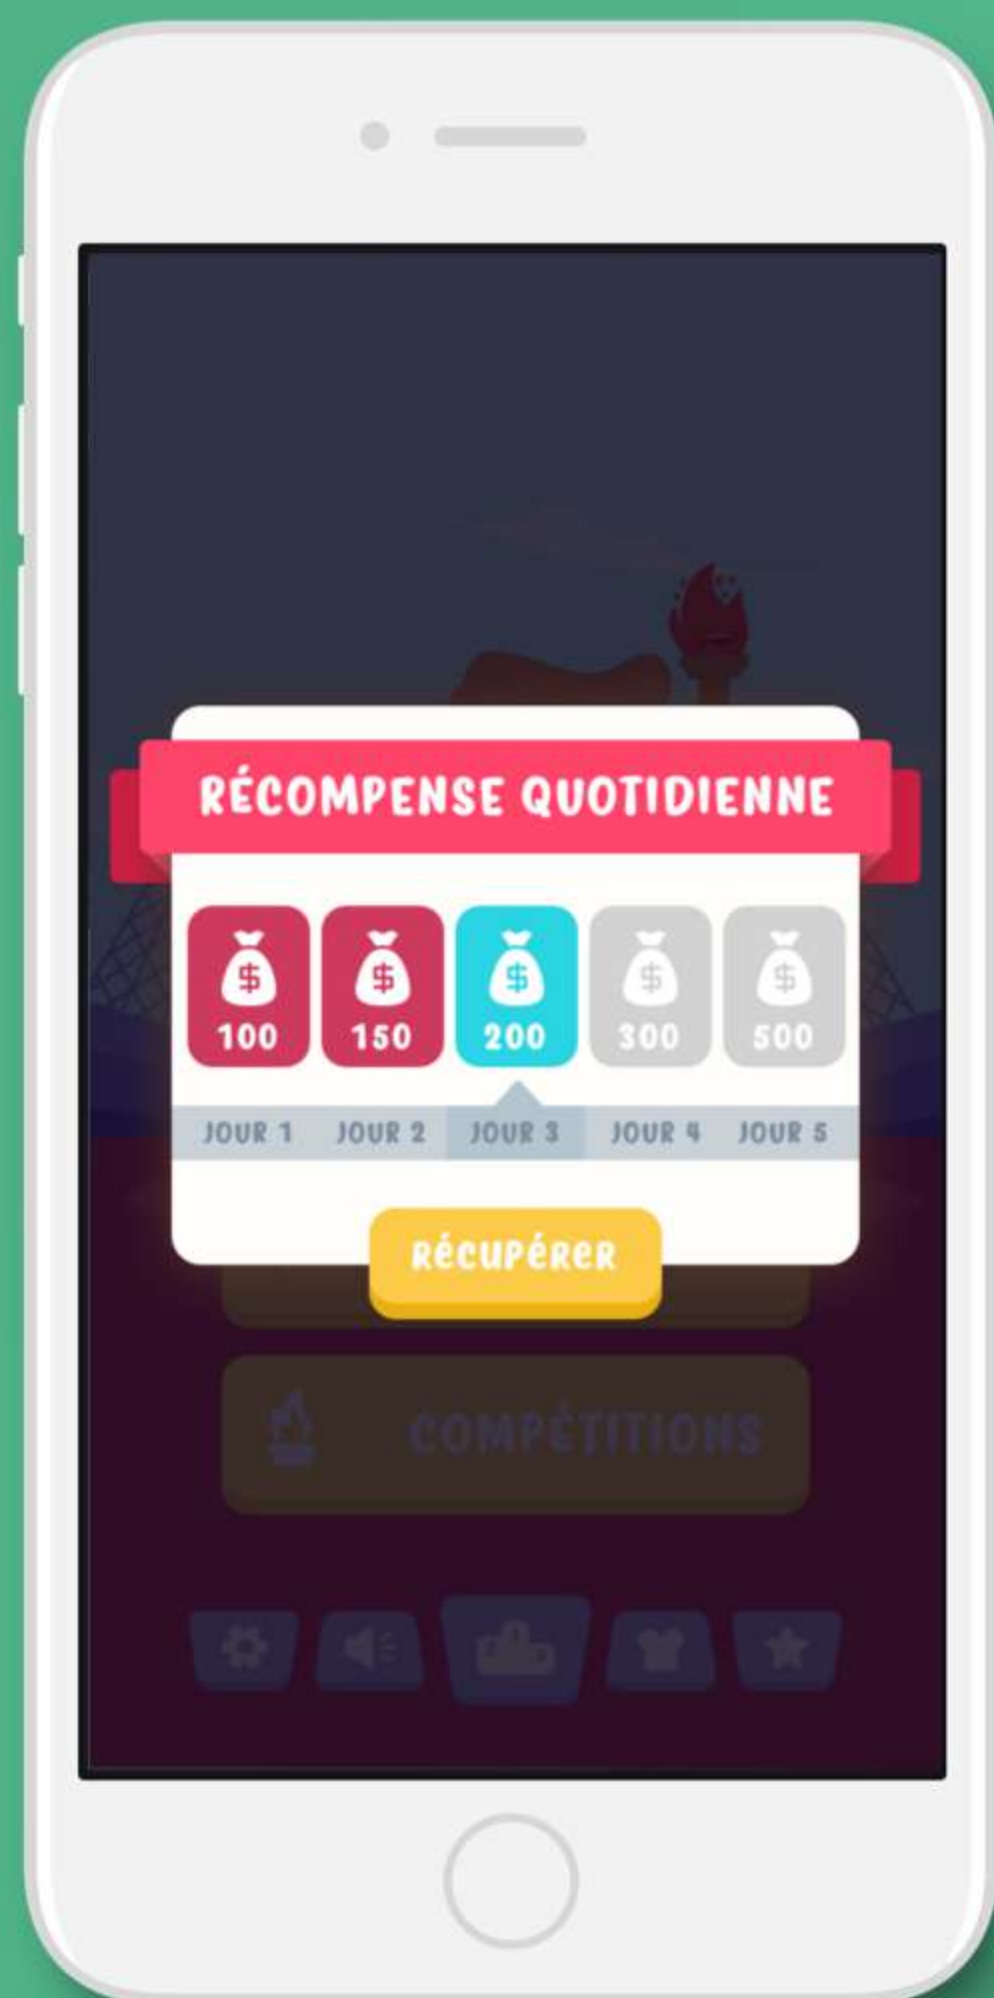 RÉCOMPENSE QUOTIDIENNE
$ $ $ $ $
100 150 200 300 500
JOUR 1 JOUR 2 JOUR 3 JOUR 4 JOUR 5
RÉCUPÉRER
COMPÉTITIONS